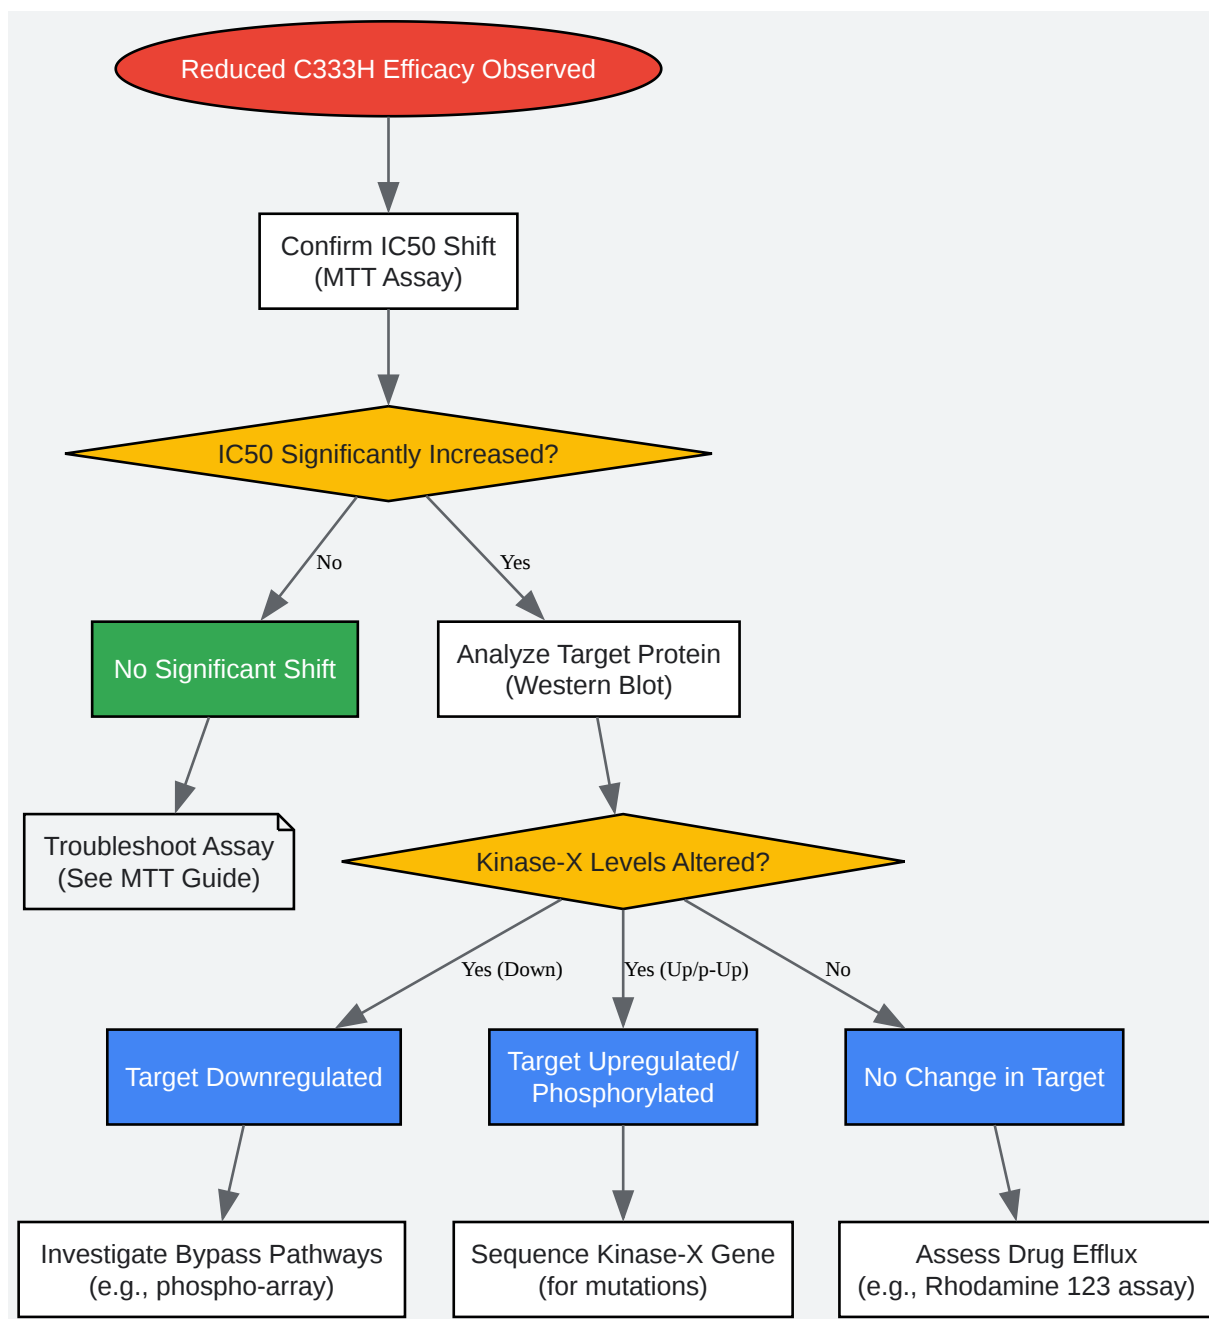 Reduced C333H Efficacy Observed
Confirm IC50 Shift
(MTT Assay)
IC50 Significantly Increased?
No
Yes
No Significant Shift
Analyze Target Protein
(Western Blot)
Troubleshoot Assay
(See MTT Guide)
Kinase-X Levels Altered?
Yes (Down)
Yes (Up/p-Up)
No
Target Downregulated
Target Upregulated/
Phosphorylated
No Change in Target
Investigate Bypass Pathways
(e.g., phospho-array)
Sequence Kinase-X Gene
(for mutations)
Assess Drug Efflux
(e.g., Rhodamine 123 assay)